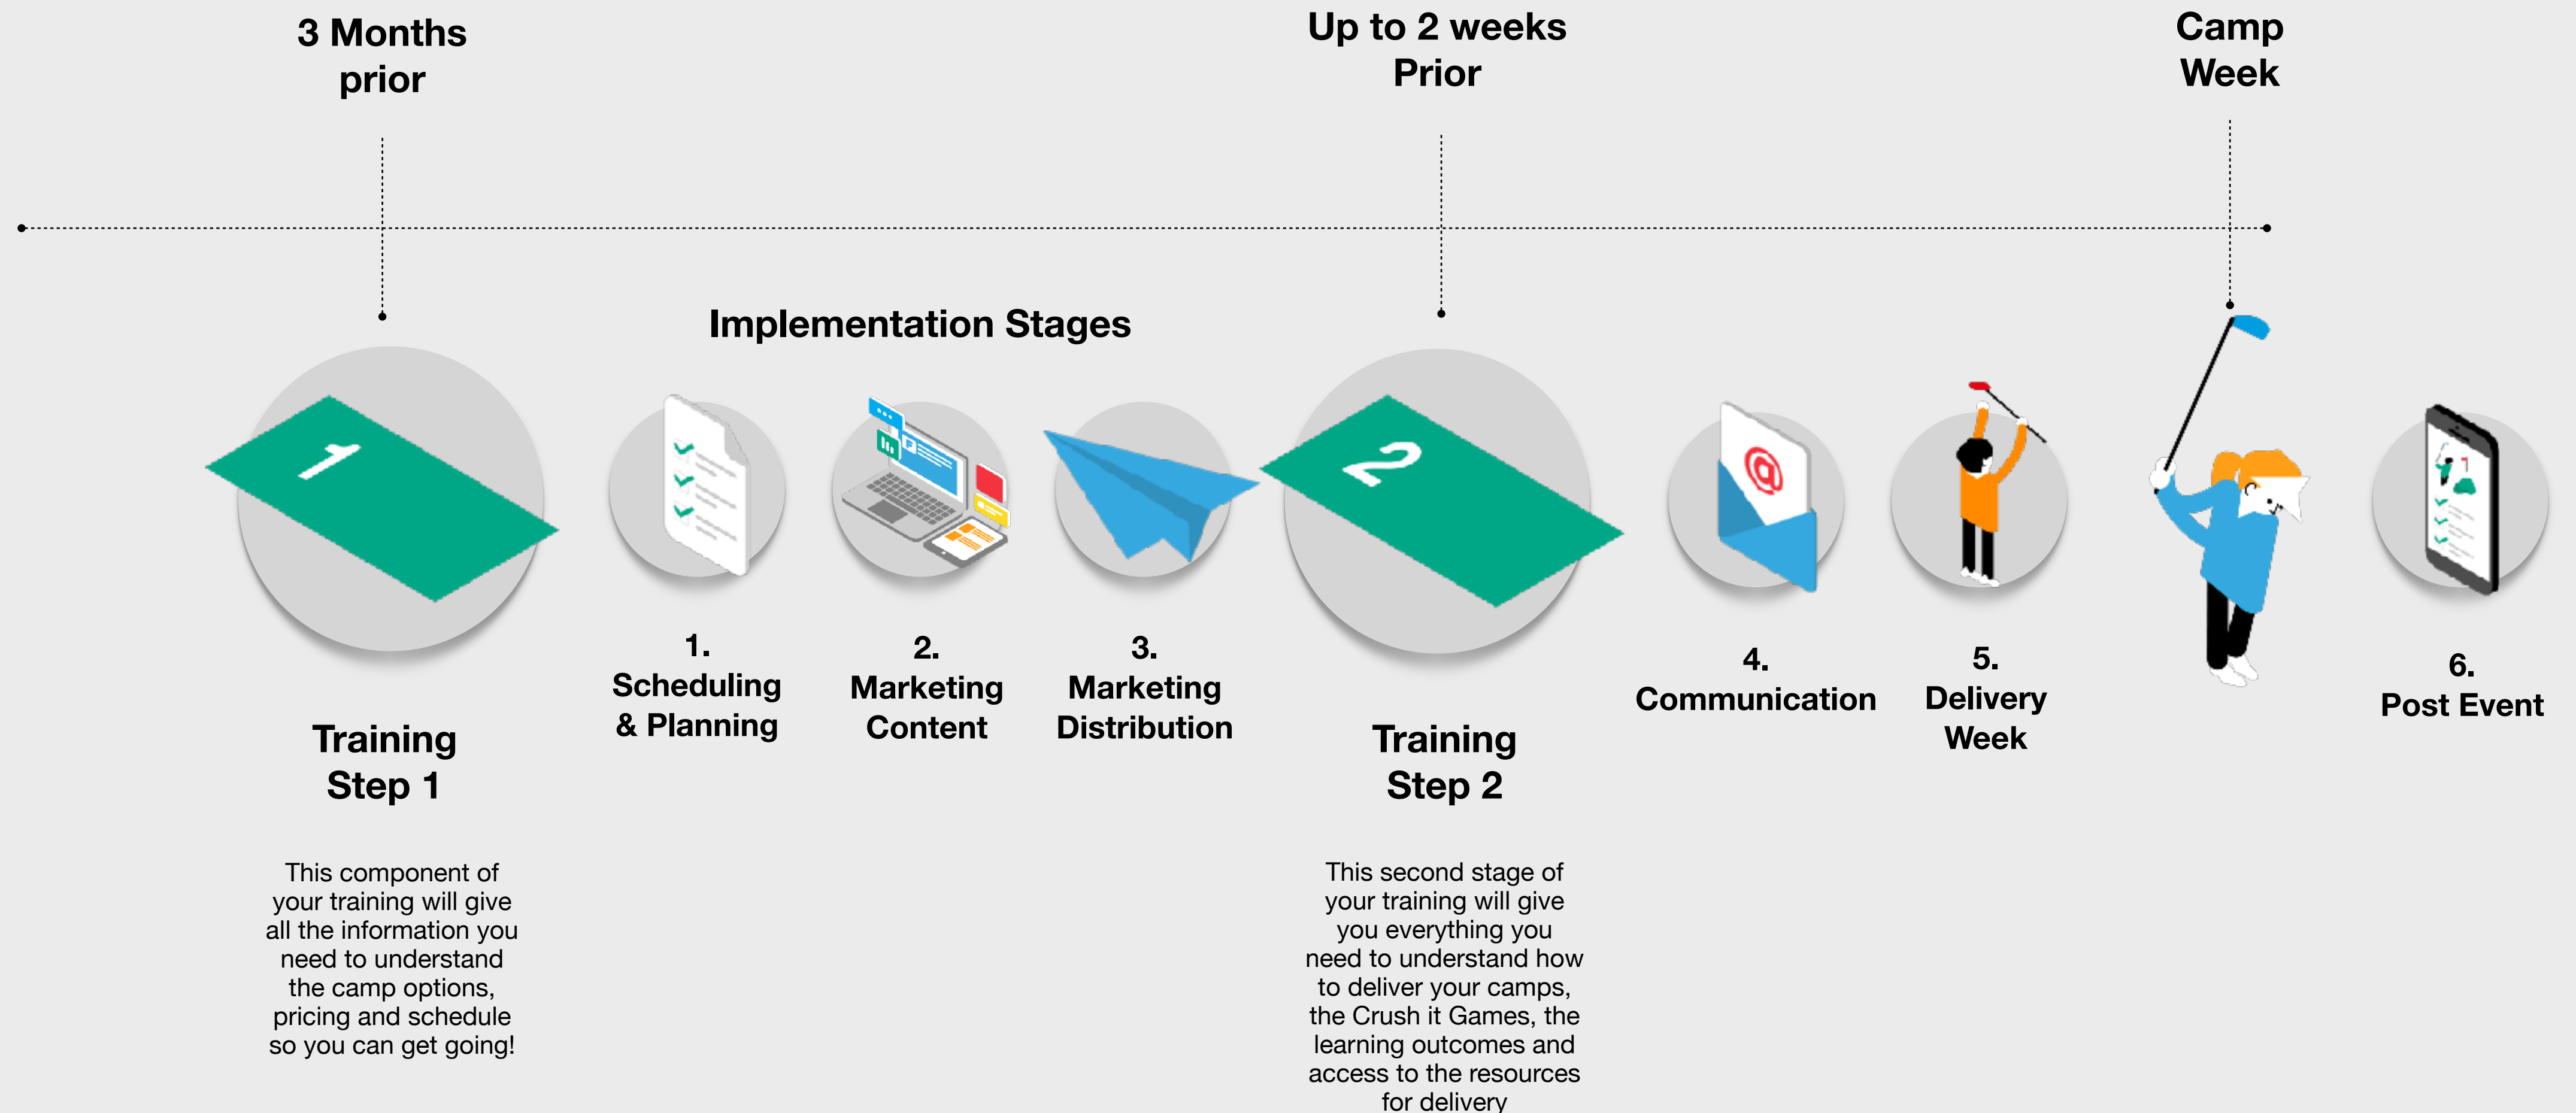 3 Months
prior
Up to 2 weeks
Prior
Camp
Week
Implementation Stages
1
2
@
1.
Scheduling
& Planning
2.
Marketing
Content
3.
Marketing
Distribution
4.
Communication
5.
Delivery
Week
6.
Post Event
Training
Step 1
Training
Step 2
This component of
your training will give
all the information you
need to understand
the camp options,
pricing and schedule
so you can get going!
This second stage of
your training will give
you everything you
need to understand how
to deliver your camps,
the Crush it Games, the
learning outcomes and
access to the resources
for delivery